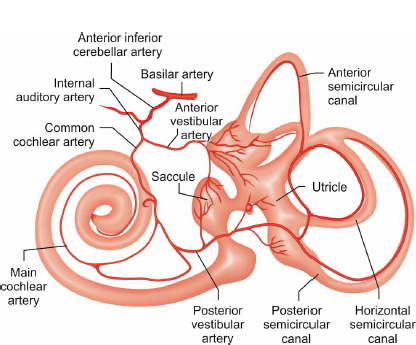 Anterior inferior
cerebellar artery
Internal
auditory artery
Basilar artery
Anterior
vestibular
artery
Common
cochlear artery
Anterior
semicircular
canal
Saccule
Utricle
Main
cochlear
artery
Posterior
vestibular
artery
Posterior
semicircular
canal
Horizontal
semicircular
canal